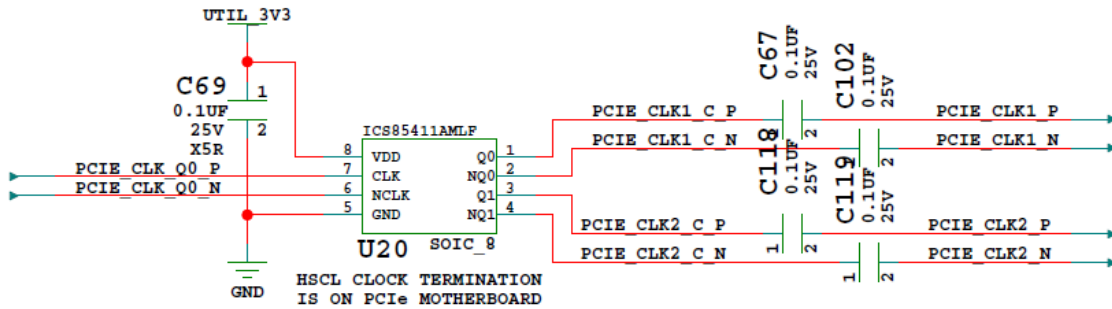 UTIL_3V3
C69
1
0.1UF
25V
2
X5R
ICS85411AMLF
8 VDD Q0 1
7 CLK NQ0 2
6 NCLK Q1 3
5 GND NQ1 4
U20
SOIC_8
PCIE_CLK_Q0_P
PCIE_CLK_Q0_N
GND
HSCL CLOCK TERMINATION
IS ON PCIe MOTHERBOARD
PCIE_CLK1_C_P
PCIE_CLK1_C_N
PCIE_CLK2_C_P
PCIE_CLK2_C_N
C67
0.1UF
25V
2
C102
0.1UF
25V
2
C118
0.1UF
25V
1
2
C119
0.1UF
25V
1
2
PCIE_CLK1_P
PCIE_CLK1_N
PCIE_CLK2_P
PCIE_CLK2_N